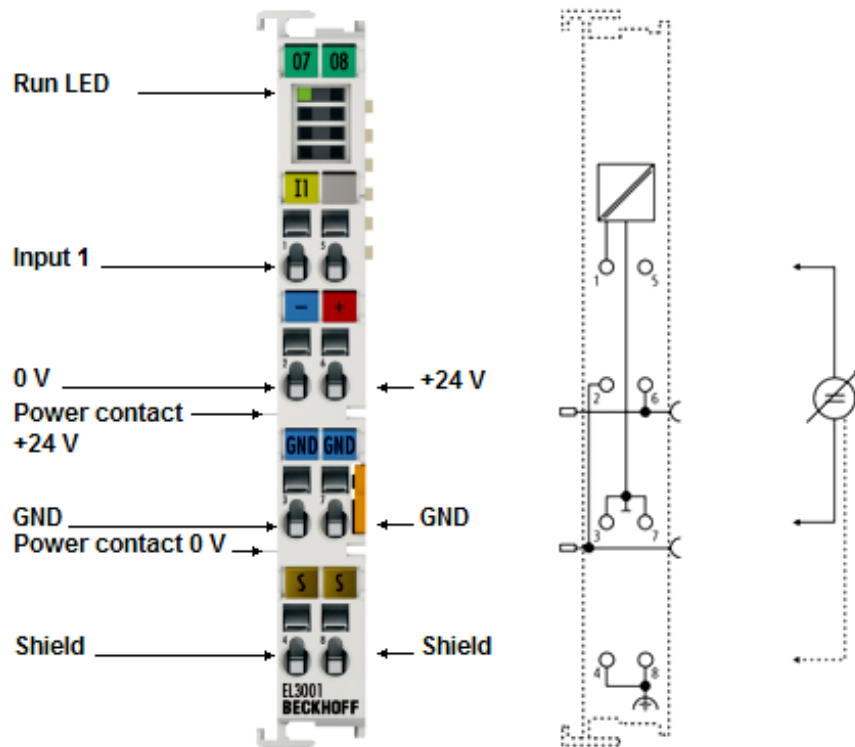 07 08
Run LED
I1
1 5
Input 1
1 5
− +
2 6
0 V
+24 V
2 6
Power contact
+24 V
GND GND
3 7
GND
GND
3 7
Power contact 0 V
S S
4 8
Shield
Shield
4 8
EL3001
BECKHOFF